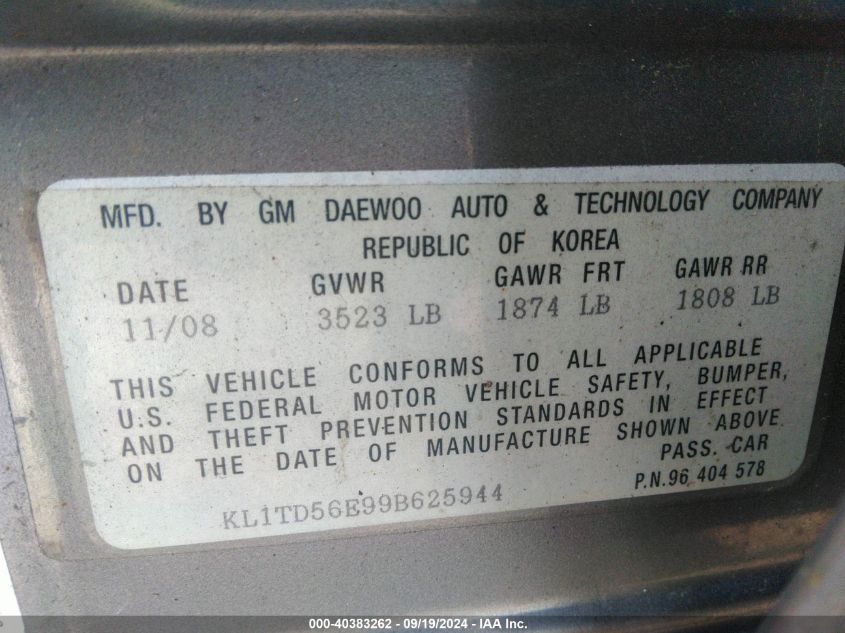 MFD. BY GM DAEWOO AUTO & TECHNOLOGY COMPANY
REPUBLIC OF KOREA
DATE GVWR GAWR FRT GAWR RR
11/08 3523 LB 1874 LB 1808 LB
THIS VEHICLE CONFORMS TO ALL APPLICABLE
U.S. FEDERAL MOTOR VEHICLE SAFETY, BUMPER,
AND THEFT PREVENTION STANDARDS IN EFFECT
ON THE DATE OF MANUFACTURE SHOWN ABOVE
PASS. CAR
P.N.96 404 578
KL1TD56E99B625944
000-40383262 - 09/19/2024 - IAA Inc.